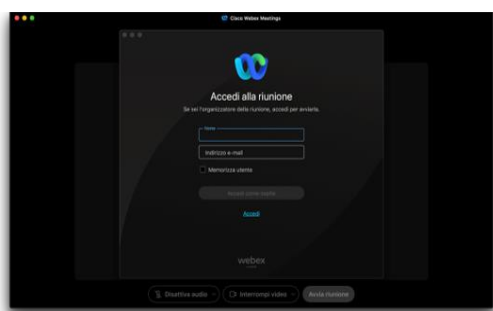 Cisco Webex Meetings
Accedi alla riunione
Se sei l'organizzatore della riunione, accedi per avviarla.
Nome
Indirizzo e-mail
Memorizza utente
Accedi come ospite
Accedi
webex
Disattiva audio
Interrompi video
Avvia riunione